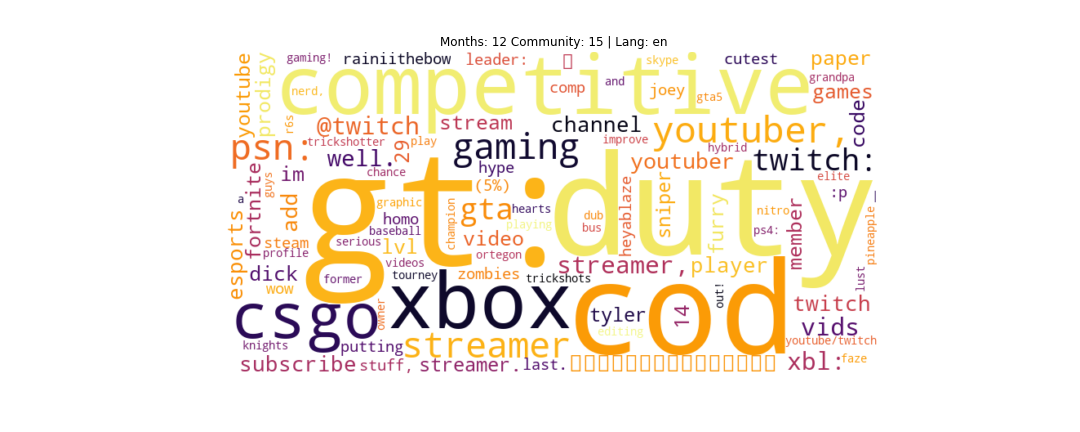 Months: 12 Community: 15 | Lang: en
gaming! rainiithebow leader: skype cutest paper
youtube prodigy competitive grandpa
nerd. comp and joey gta5 games
r6s @twitch stream channel youtuber, code
psn: trickshotter play improve hybrid
well. 29 gaming youtuber twitch:
fortnite guys im chance hype elite
a add graphic (5%) sniper heyablaze furry :p _
esports gt: duty
homo gta hearts dub nitro member pineapple
baseball champion playing bus ps4:
steam serious lvl video ortegon
profile videos streamer, player lust
dick former tourney zombies trickshots
wow out!
csgo owner xbox cod tyler 14 twitch
editing vids
knights putting streamer youtube/twitch
subscribe stuff, streamer. last. xbl: faze